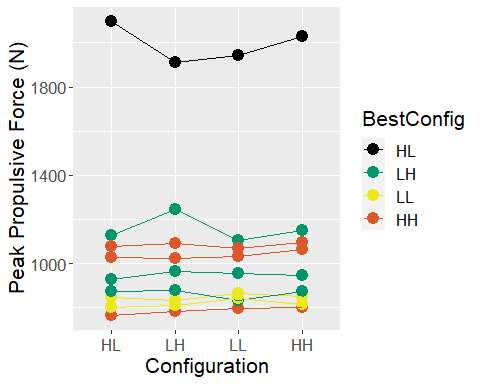 Peak Propulsive Force (N)
1800
1400
1000
HL LH LL HH
Configuration
BestConfig
HL
LH
LL
HH